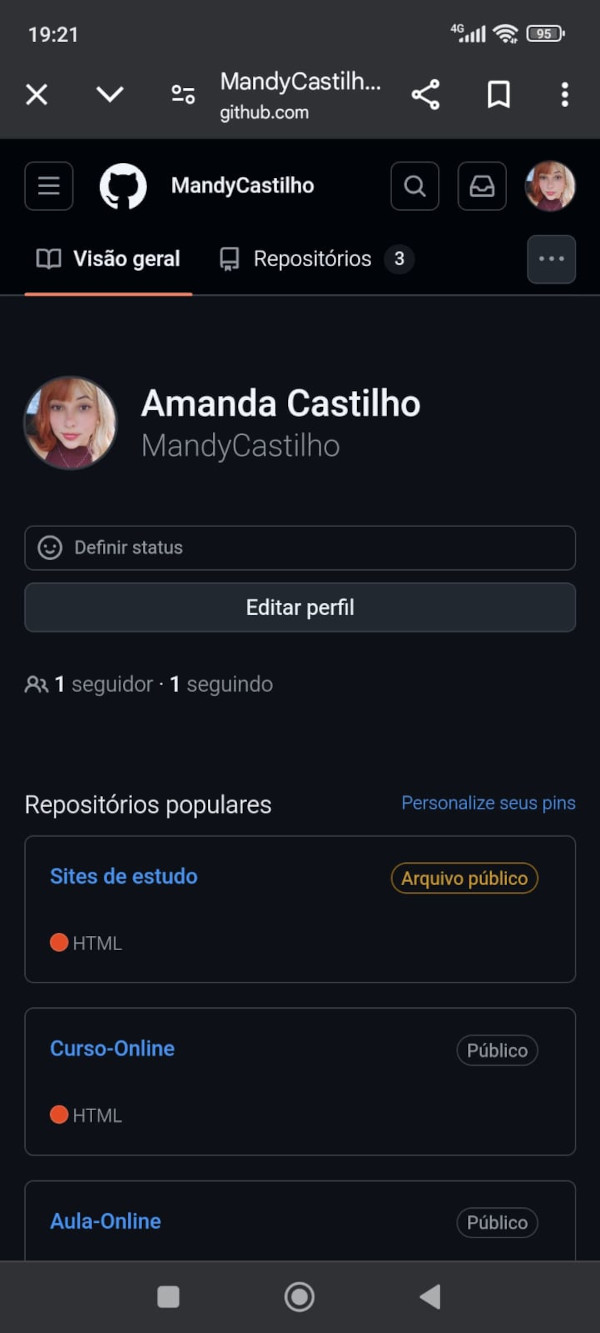 19:21
4G
95
MandyCastilh...
github.com
MandyCastilho
Visão geral
Repositórios 3
Amanda Castilho
MandyCastilho
Definir status
Editar perfil
1 seguidor · 1 seguindo
Repositórios populares
Personalize seus pins
Sites de estudo
Arquivo público
HTML
Curso-Online
Público
HTML
Aula-Online
Público